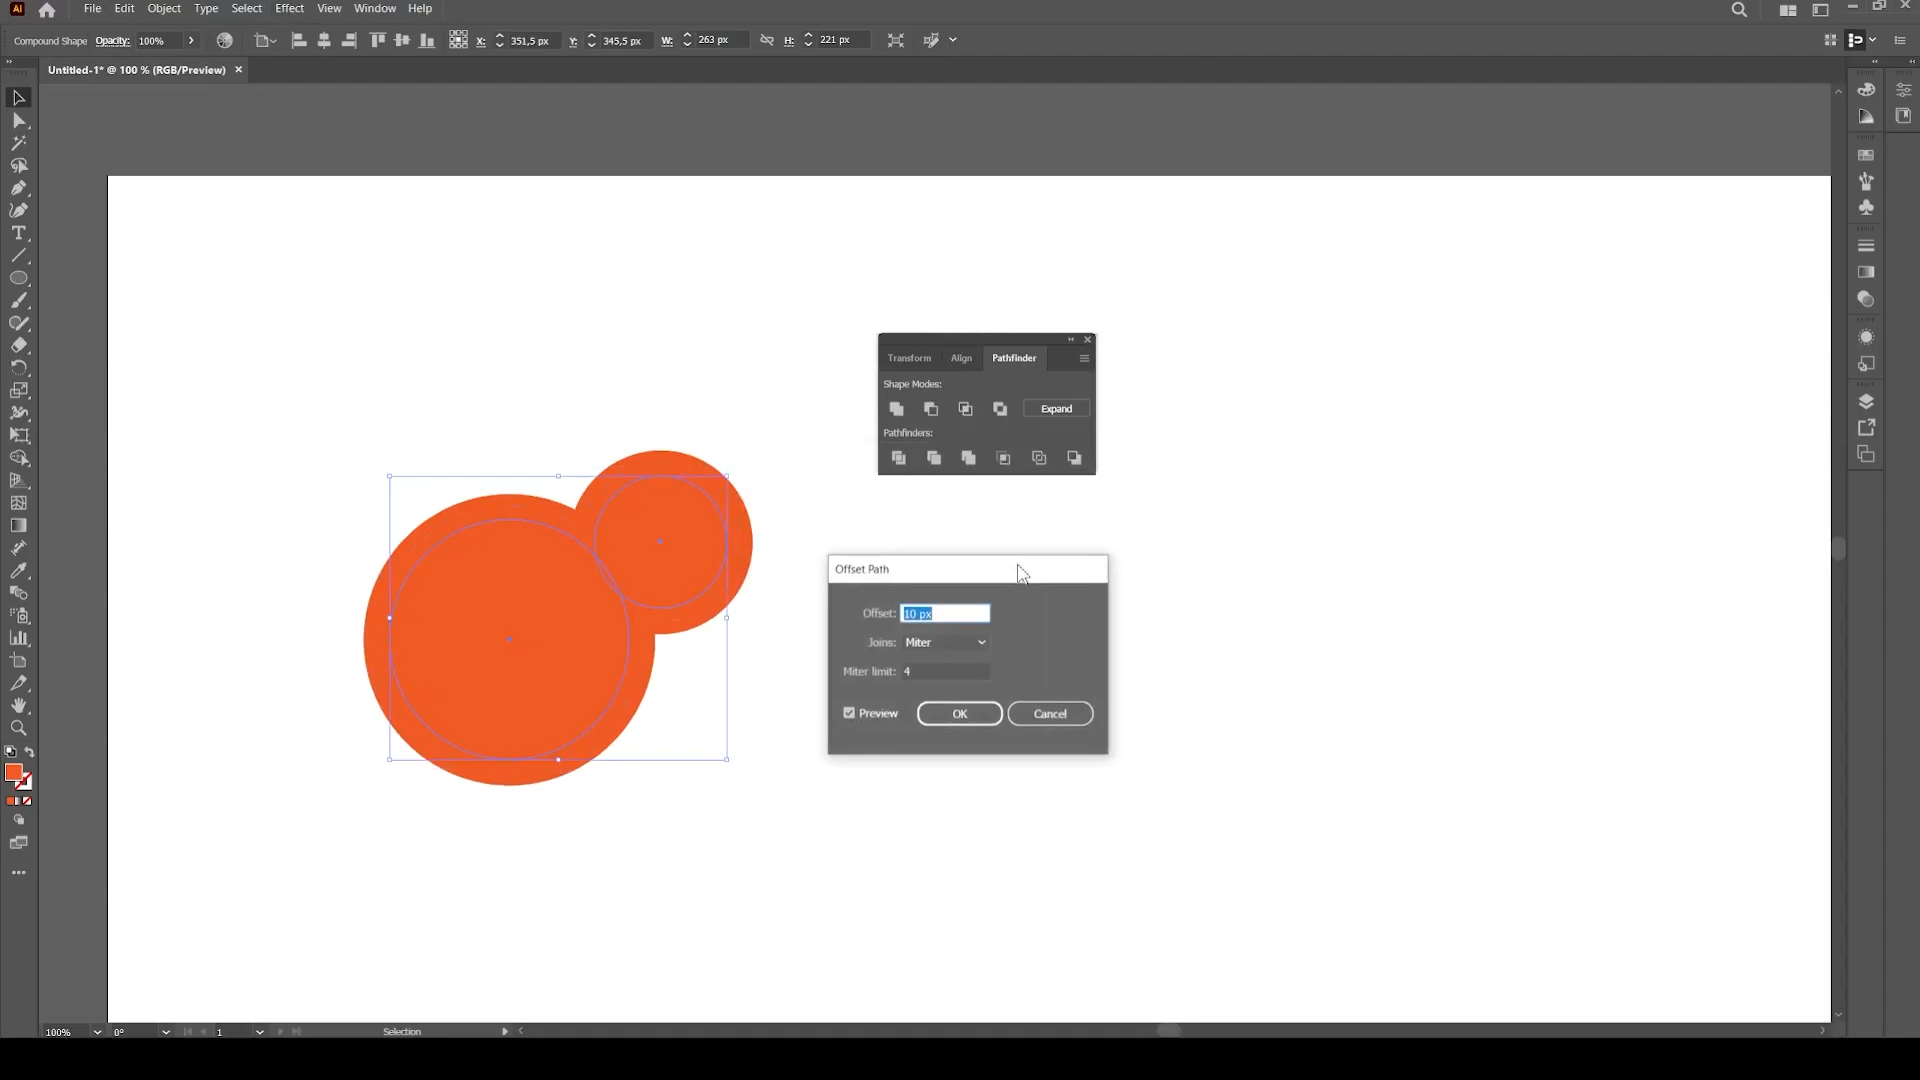 Ai File Edit Object Type Select Effect View Window Help
Compound Shape Opacity: 100% X: 351,5 px Y: 345,5 px W: 263 px H: 221 px
Untitled-1* @ 100 % (RGB/Preview) ×
Transform Align Pathfinder
Shape Modes:
Expand
Pathfinders:
Offset Path
Offset: 10 px
Joins: Miter
Miter limit: 4
Preview OK Cancel
100% 0° 1 Selection